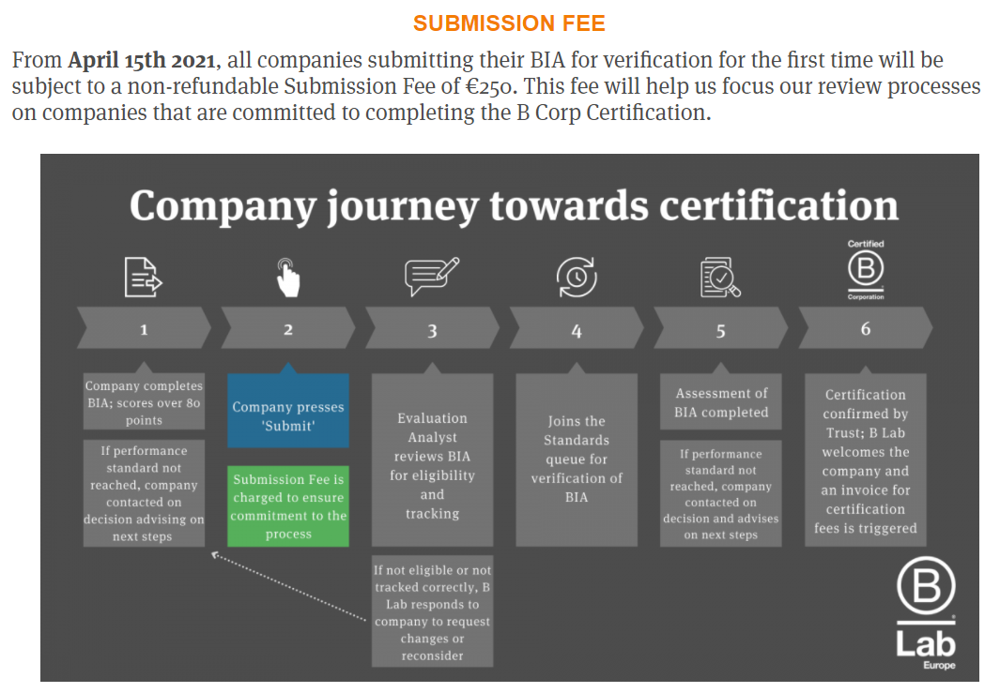 SUBMISSION FEE
From April 15th 2021, all companies submitting their BIA for verification for the first time will be
subject to a non-refundable Submission Fee of €250. This fee will help us focus our review processes
on companies that are committed to completing the B Corp Certification.
Company journey towards certification
Certified
B
Corporation
1
2
3
4
5
6
Company completes
BIA; scores over 80
points
If performance
standard not
reached, company
contacted on
decision advising on
next steps
Company presses
'Submit'
Submission Fee is
charged to ensure
commitment to the
process
Evaluation
Analyst
reviews BIA
for eligibility
and
tracking
If not eligible or not
tracked correctly, B
Lab responds to
company to request
changes or
reconsider
Joins the
Standards
queue for
verification of
BIA
Assessment of
BIA completed
If performance
standard not
reached, company
contacted on
decision and advises
on next steps
Certification
confirmed by
Trust; B Lab
welcomes the
company and
an invoice for
certification
fees is triggered
B
Lab
Europe